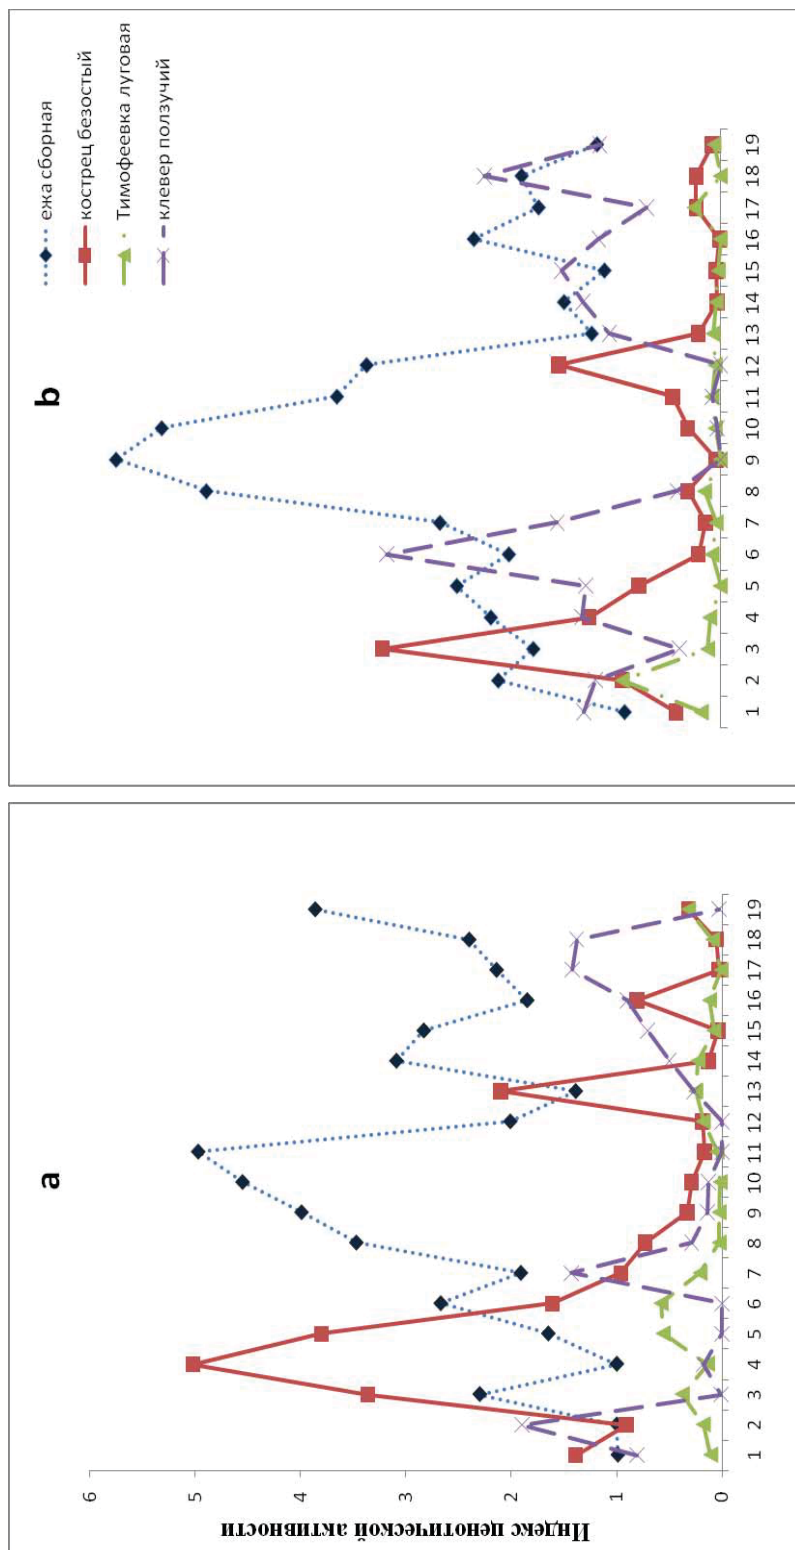 a
Индекс ценотической активности
6
5
4
3
2
1
0
1 2 3 4 5 6 7 8 9 10 11 12 13 14 15 16 17 18 19
b
ежа сборная
кострец безостый
Тимофеевка луговая
клевер ползучий
1 2 3 4 5 6 7 8 9 10 11 12 13 14 15 16 17 18 19